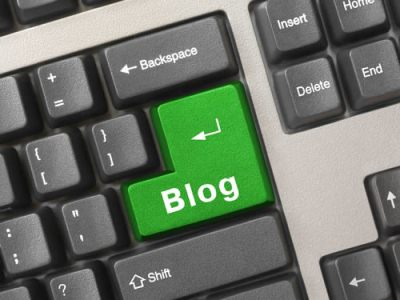 Insert
Home
← Backspace
+
=
Delete
End
{
[
}
]
↵
Blog
:
;
"
'
⇧ Shift
?
↑
←